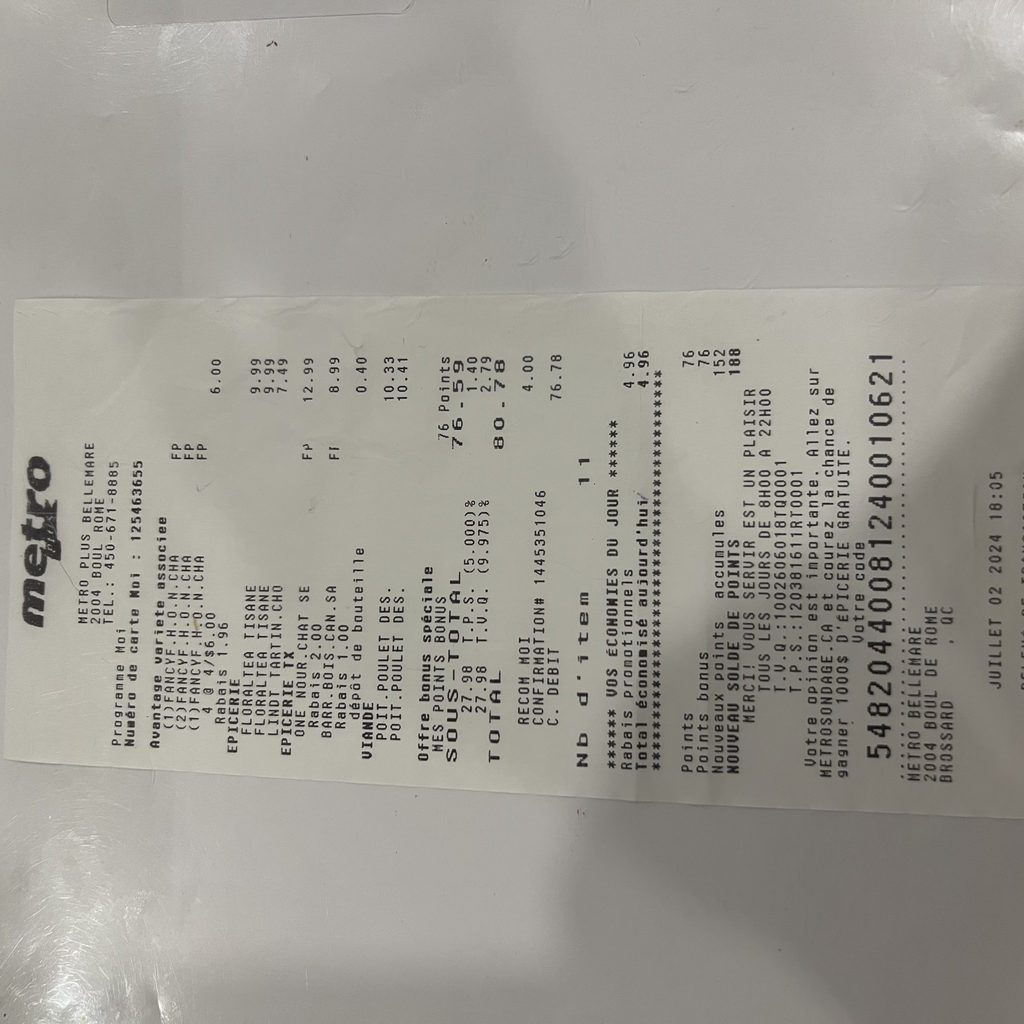 metro
plus
METRO PLUS BELLEMARE
2004 BOUL ROME
TEL.: 450-671-8885
Programme Moi
Numéro de carte Moi : 125463655
Avantage variete associee
(1)FANCYF.H.O.N.CHA FP
(2)FANCYF.H.O.N.CHA FP
(1)FANCYF.H.O.N.CHA FP
4 @ 4/$6.00 6.00
Rabais 1.96
EPICERIE
FLORALTEA TISANE 9.99
FLORALTEA TISANE 9.99
LINDT TARTIN.CHO 7.49
EPICERIE TX
ONE NOUR.CHAT SE FP 12.99
Rabais 2.00
BARR.BOIS.CAN.SA FP 8.99
Rabais 1.00
dépôt de bouteille 0.40
VIANDE
POIT.POULET DES. 10.33
POIT.POULET DES. 10.41
Offre bonus spéciale
MES POINTS BONUS 76 Points
SOUS-TOTAL 76.59
27.98 T.P.S. (5.000)% 1.40
27.98 T.V.Q. (9.975)% 2.79
TOTAL 80.78
RECOM MOI 4.00
CONFIRMATION# 1445351046
C. DEBIT 76.78
Nb d'item 11
****** VOS ÉCONOMIES DU JOUR ******
Rabais promotionnels 4.96
Total économisé aujourd'hui 4.96
***********************************
Points 76
Points bonus 76
Nouveaux points accumules 152
NOUVEAU SOLDE DE POINTS 188
MERCI! VOUS SERVIR EST UN PLAISIR
TOUS LES JOURS DE 8H00 A 22H00
T.V.Q.:1002606018TQ0001
T.P.S.:120381611RT0001
Votre opinion est importante. Allez sur
METROSONDAGE.CA et courez la chance de
gagner 1000$ D'ÉPICERIE GRATUITE.
Votre code
548204400812400010621
METRO BELLEMARE
2004 BOUL DE ROME
BROSSARD , QC
JUILLET 02 2024 18:05